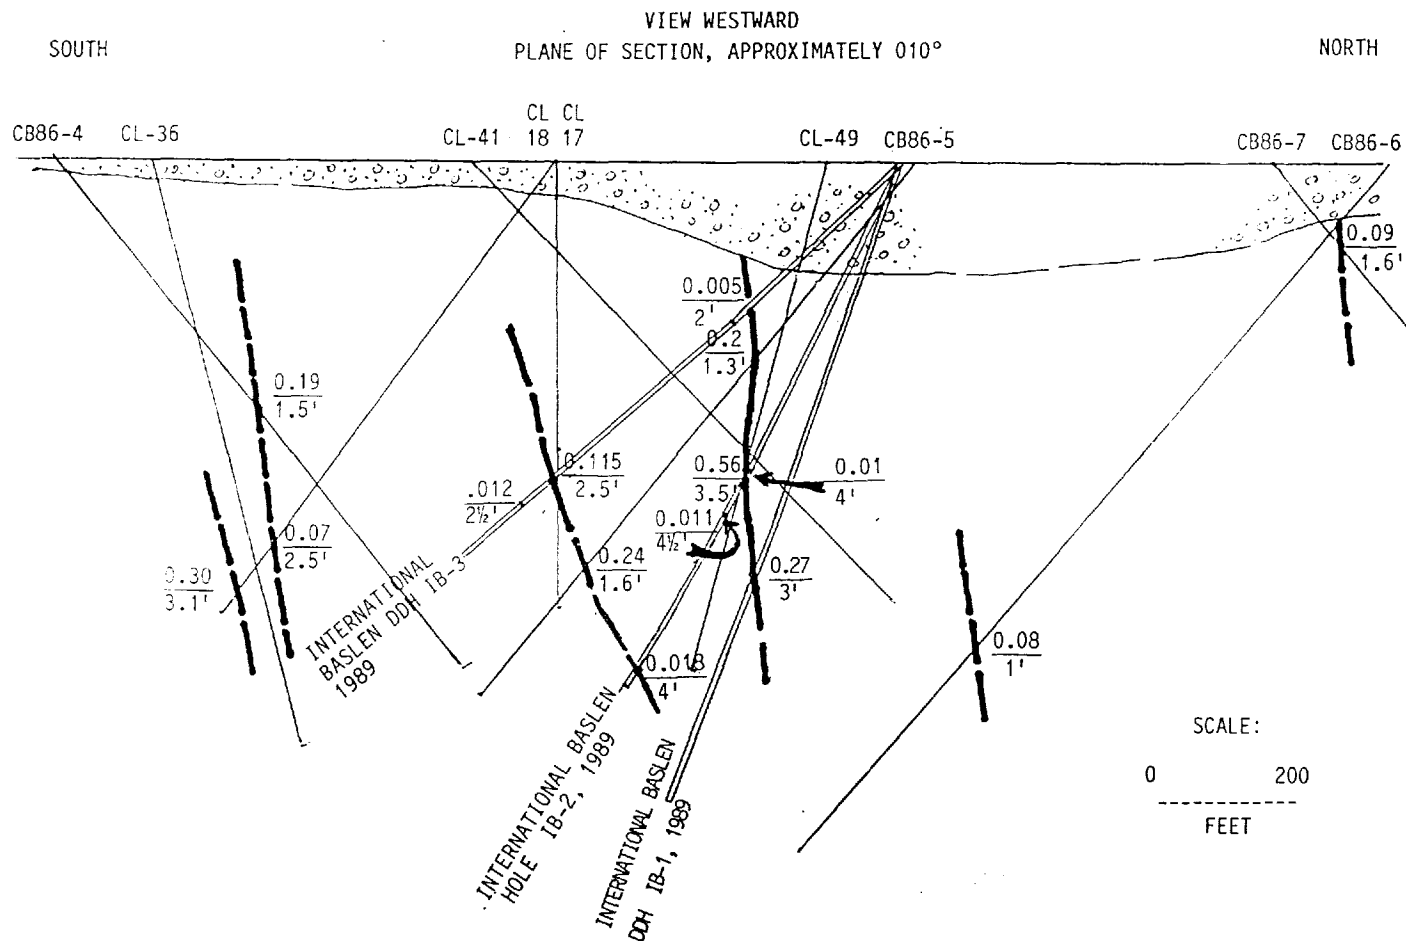 VIEW WESTWARD
SOUTH
PLANE OF SECTION, APPROXIMATELY 010°
NORTH
CB86-4
CL-36
CL-41
CL CL
18 17
CL-49
CB86-5
CB86-7
CB86-6
0.09
1.6'
0.005
2'
0.2
1.3'
0.19
1.5'
0.115
2.5'
.012
2½'
0.56
3.5'
0.01
4'
0.011
4½'
0.07
2.5'
0.30
3.1'
0.24
1.6'
0.27
3'
0.018
4'
0.08
1'
INTERNATIONAL
BASLEN DDH IB-3
1989
INTERNATIONAL BASLEN
HOLE IB-2, 1989
INTERNATIONAL BASLEN
DDH IB-1, 1989
SCALE:
0 200
FEET